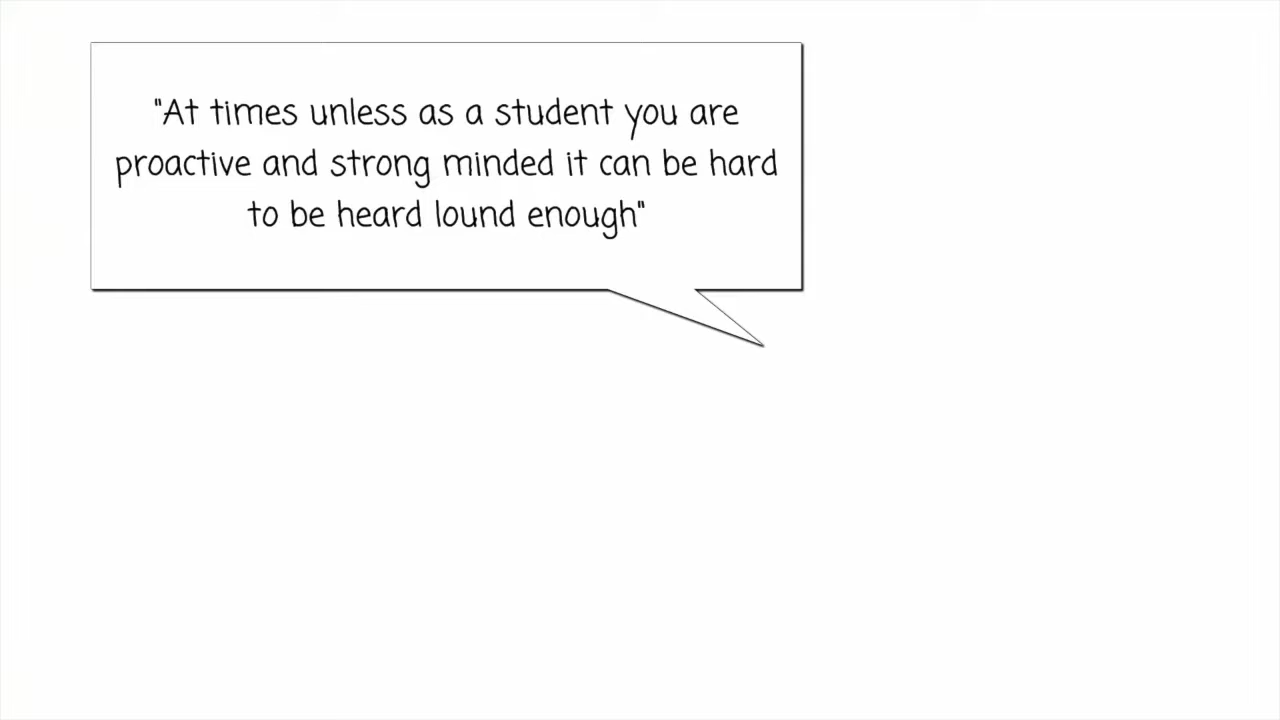 "At times unless as a student you are
proactive and strong minded it can be hard
to be heard lound enough"